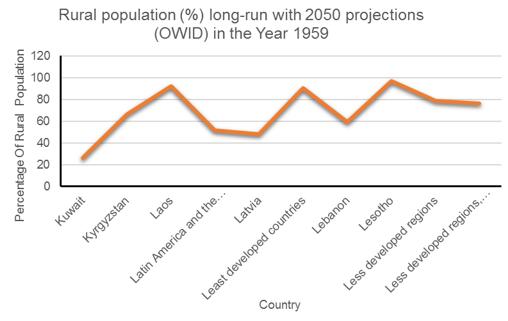 Rural population (%) long-run with 2050 projections
(OWID) in the Year 1959
Percentage Of Rural Population
120
100
80
60
40
20
0
Kuwait
Kyrgyzstan
Laos
Latin America and the…
Latvia
Least developed countries
Lebanon
Lesotho
Less developed regions
Less developed regions,…
Country